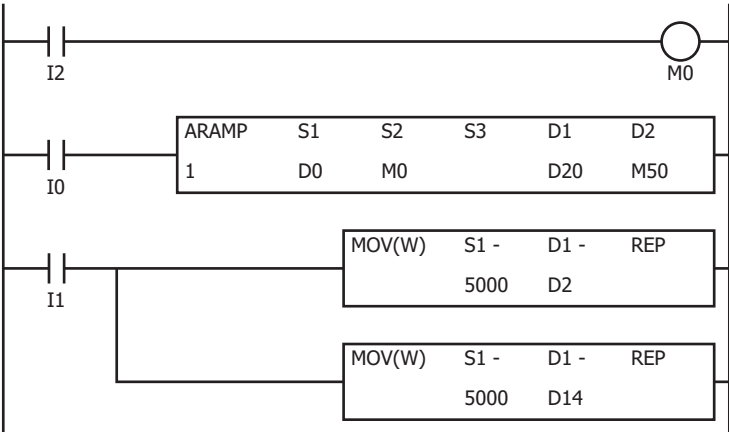 I2
M0
ARAMP S1 S2 S3 D1 D2
1 D0 M0 D20 M50
I0
MOV(W) S1 - D1 - REP
5000 D2
I1
MOV(W) S1 - D1 - REP
5000 D14